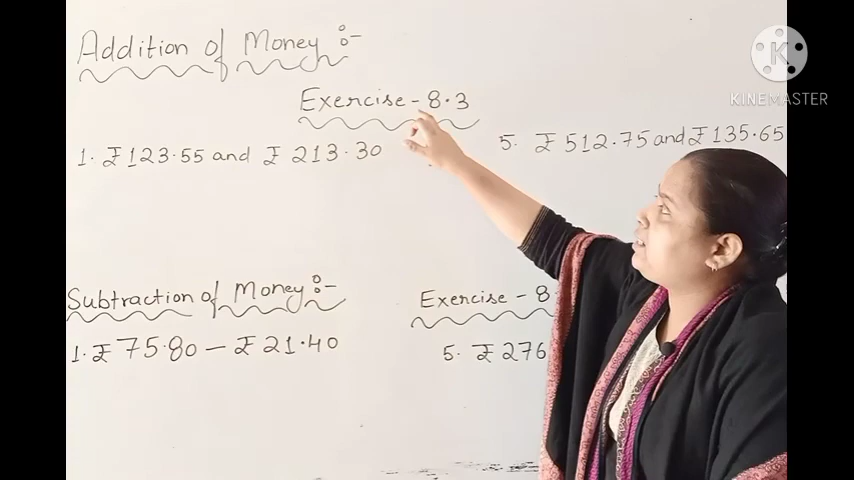 Addition of Money :-
Exercise - 8.3
1. ₹ 123.55 and ₹ 213.30
5. ₹ 512.75 and ₹ 135.65
Subtraction of Money :-
Exercise - 8
1. ₹ 75.80 - ₹ 21.40
5. ₹ 276
K
KINEMASTER